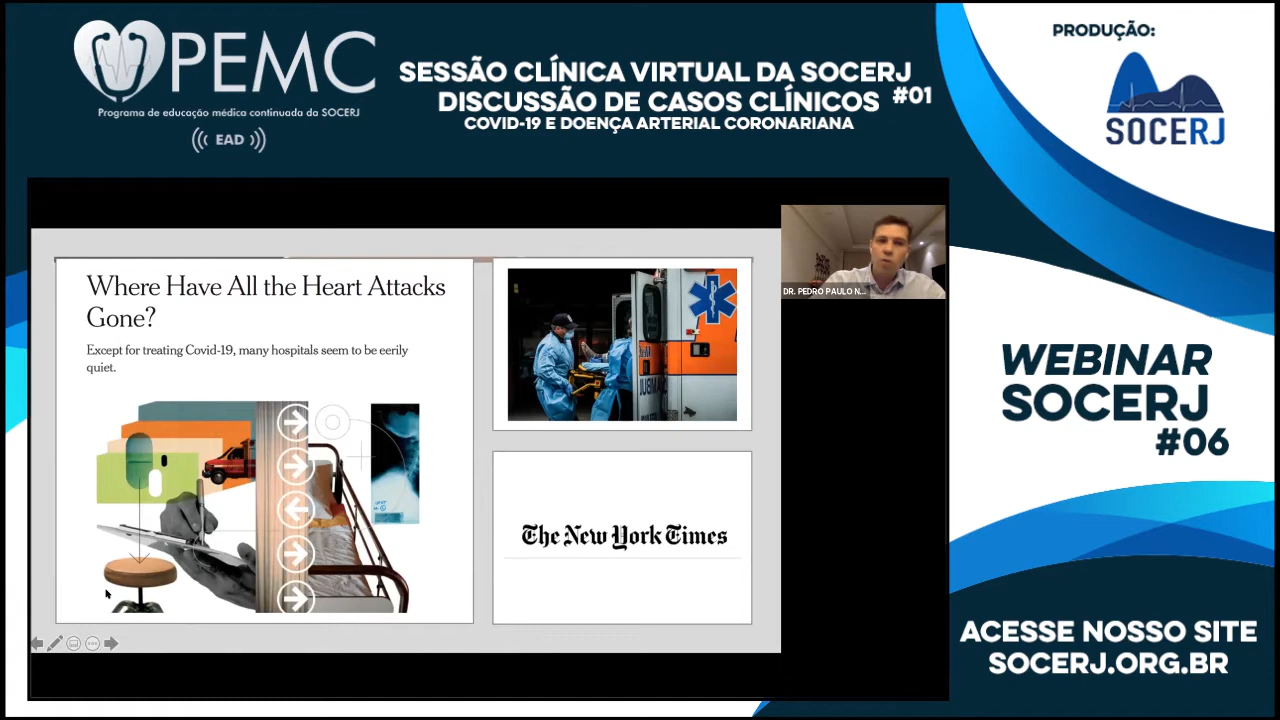 PEMC
Programa de educação médica continuada da SOCERJ
EAD
SESSÃO CLÍNICA VIRTUAL DA SOCERJ
DISCUSSÃO DE CASOS CLÍNICOS #01
COVID-19 E DOENÇA ARTERIAL CORONARIANA
PRODUÇÃO:
SOCERJ
Where Have All the Heart Attacks
Gone?
Except for treating Covid-19, many hospitals seem to be eerily
quiet.
The New York Times
DR. PEDRO PAULO N...
WEBINAR
SOCERJ
#06
ACESSE NOSSO SITE
SOCERJ.ORG.BR